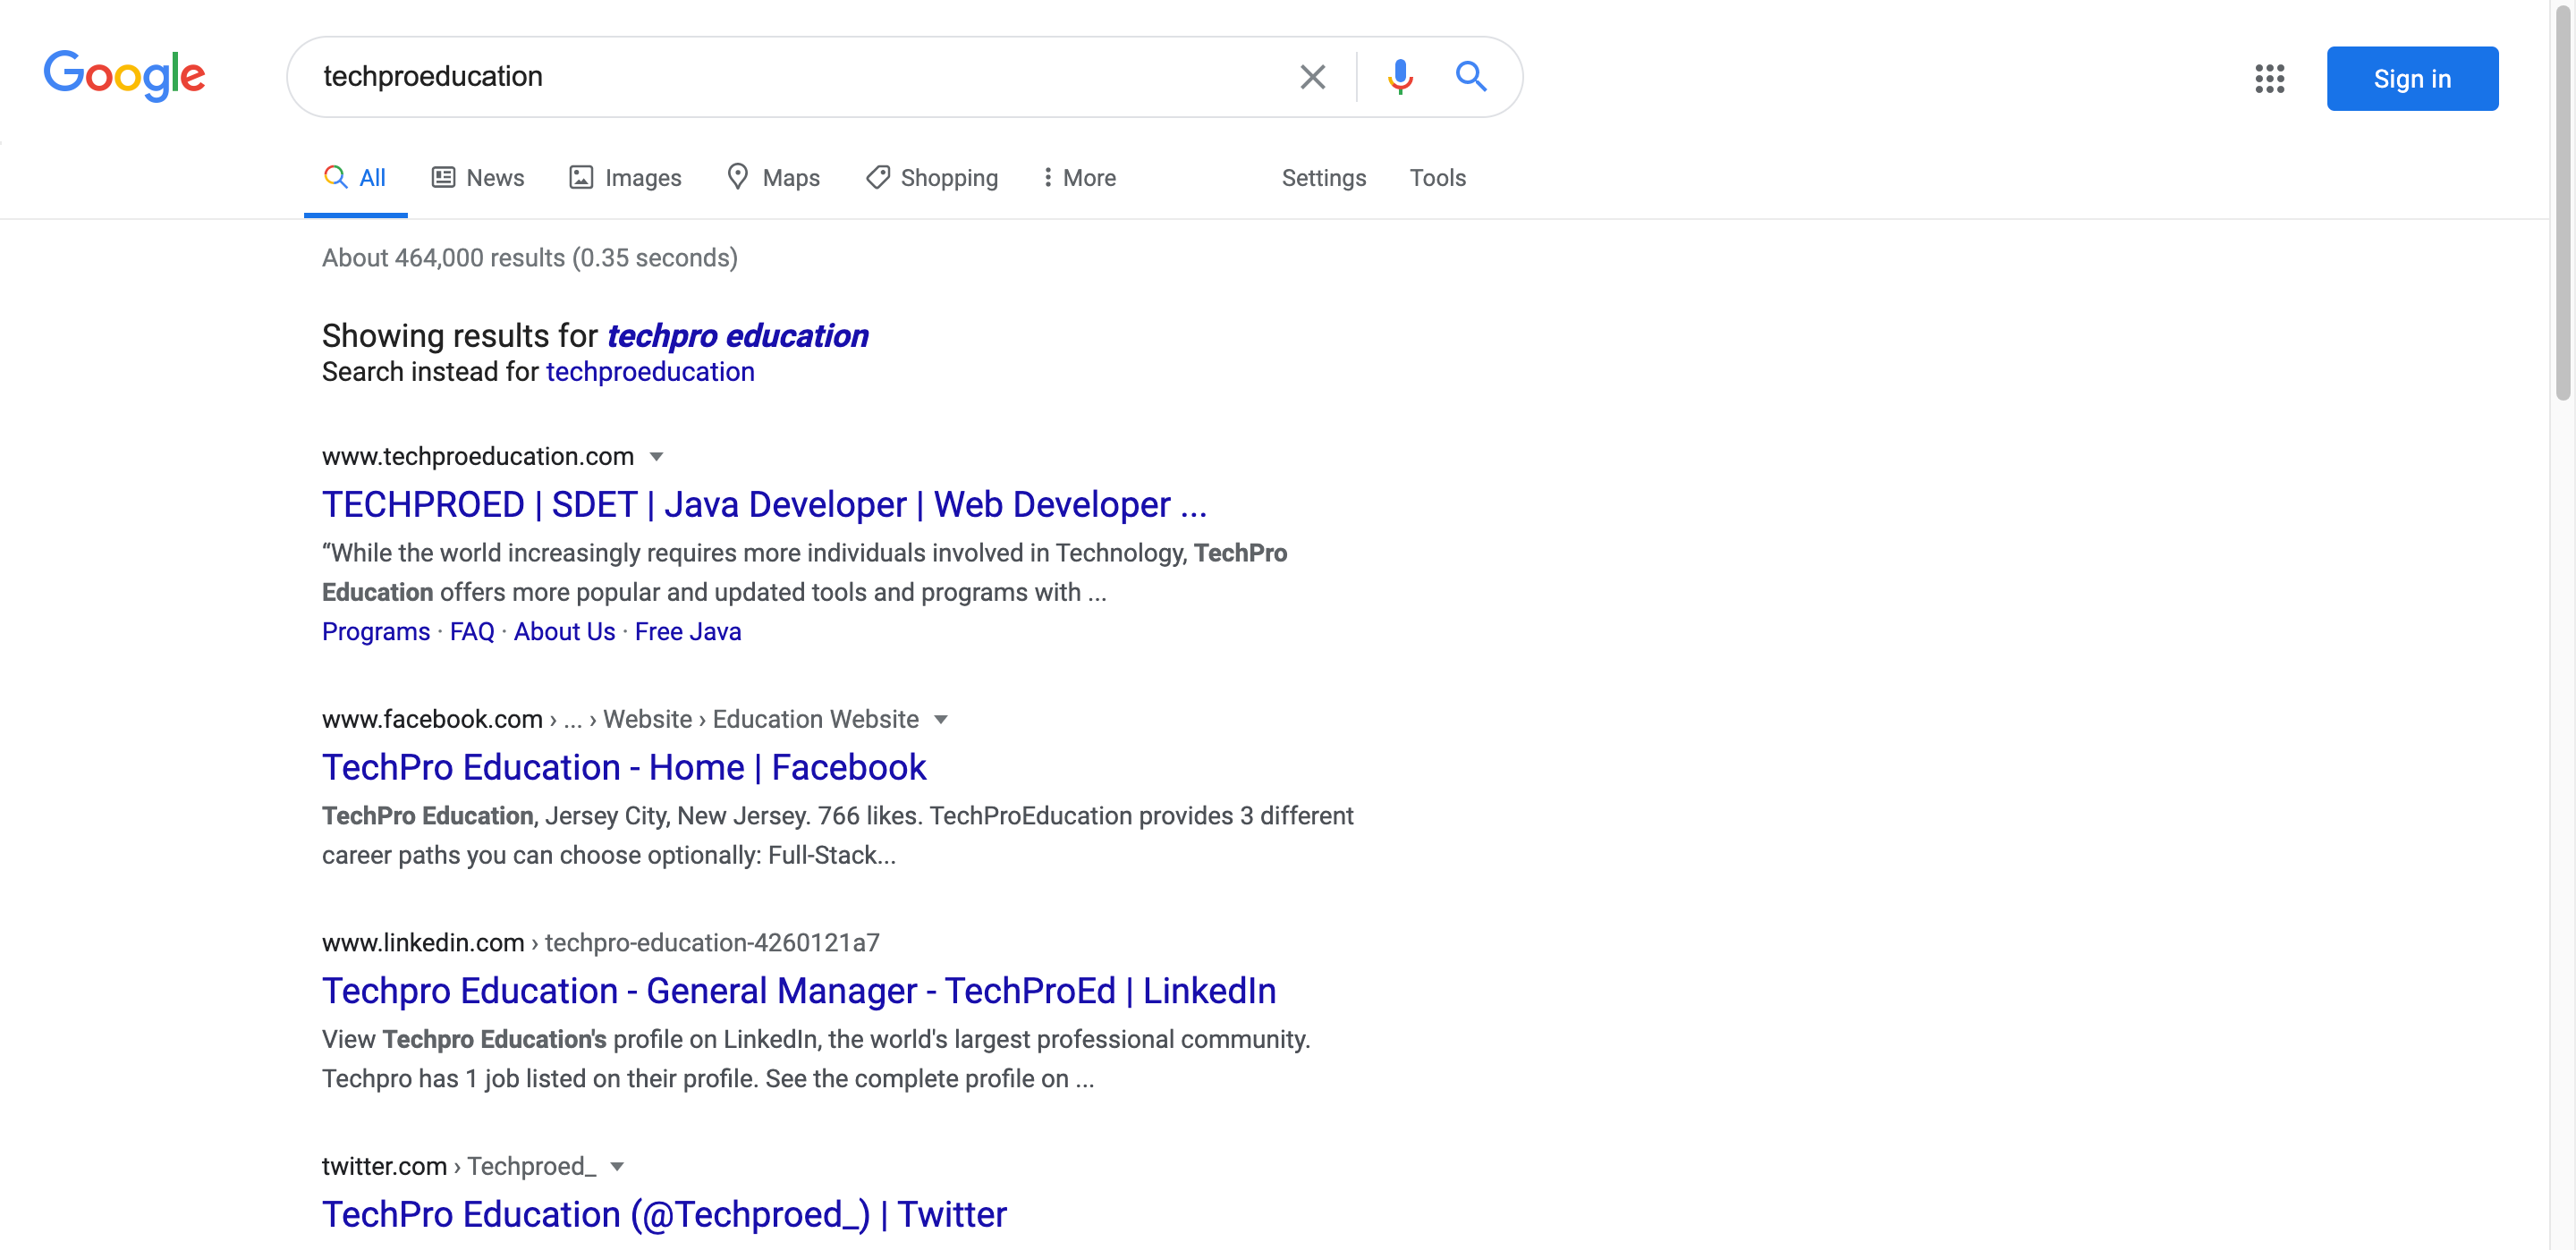 Google
techproeducation
Sign in
All News Images Maps Shopping More Settings Tools
About 464,000 results (0.35 seconds)
Showing results for techpro education
Search instead for techproeducation
www.techproeducation.com
TECHPROED | SDET | Java Developer | Web Developer ...
“While the world increasingly requires more individuals involved in Technology, TechPro
Education offers more popular and updated tools and programs with ...
Programs · FAQ · About Us · Free Java
www.facebook.com › ... › Website › Education Website
TechPro Education - Home | Facebook
TechPro Education, Jersey City, New Jersey. 766 likes. TechProEducation provides 3 different
career paths you can choose optionally: Full-Stack...
www.linkedin.com › techpro-education-4260121a7
Techpro Education - General Manager - TechProEd | LinkedIn
View Techpro Education's profile on LinkedIn, the world's largest professional community.
Techpro has 1 job listed on their profile. See the complete profile on ...
twitter.com › Techproed_
TechPro Education (@Techproed_) | Twitter